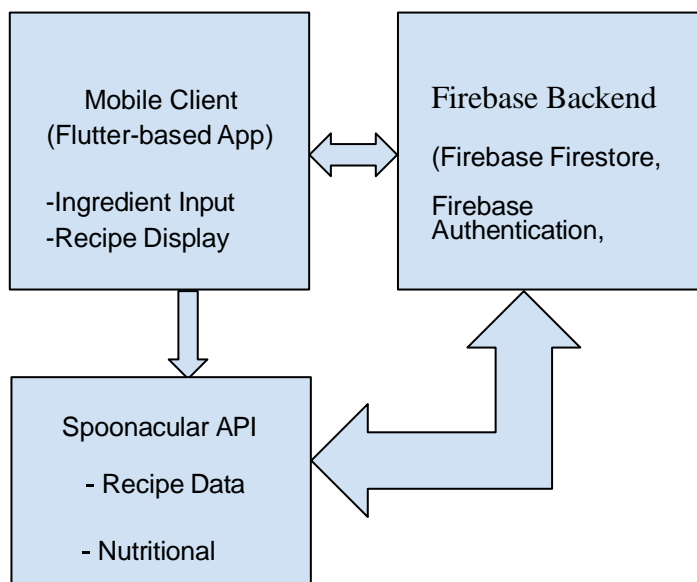 Mobile Client
(Flutter-based App)
-Ingredient Input
-Recipe Display
Firebase Backend
(Firebase Firestore,
Firebase
Authentication,
Spoonacular API
- Recipe Data
- Nutritional